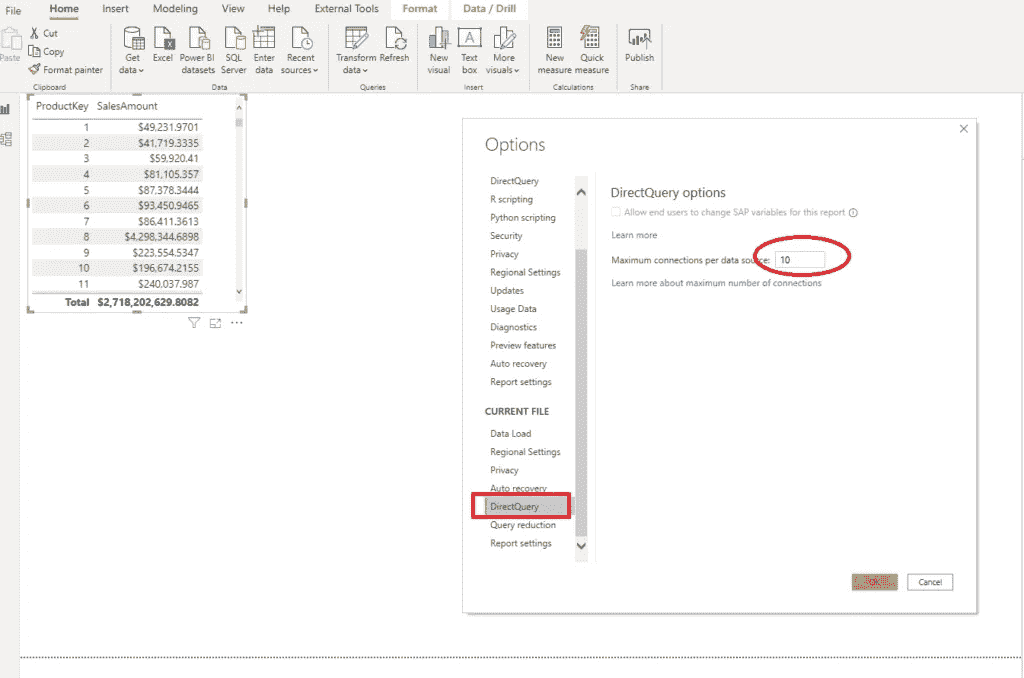 File Home Insert Modeling View Help External Tools Format Data / Drill
Paste
Cut
Copy
Format painter
Clipboard
Get data
Excel
Power BI datasets
SQL Server
Enter data
Recent sources
Data
Transform data
Refresh
Queries
New visual
Text box
More visuals
Insert
New measure
Quick measure
Calculations
Publish
Share
ProductKey SalesAmount
1 $49,231.9701
2 $41,719.3335
3 $59,920.41
4 $81,105.357
5 $87,378.3444
6 $93,450.9465
7 $86,411.3613
8 $4,298,344.6898
9 $223,554.5347
10 $196,674.2155
11 $240,037.987
Total $2,718,202,629.8082
Options
DirectQuery
R scripting
Python scripting
Security
Privacy
Regional Settings
Updates
Usage Data
Diagnostics
Preview features
Auto recovery
Report settings
CURRENT FILE
Data Load
Regional Settings
Privacy
Auto recovery
DirectQuery
Query reduction
Report settings
DirectQuery options
Allow end users to change SAP variables for this report
Learn more
Maximum connections per data source: 10
Learn more about maximum number of connections
Cancel